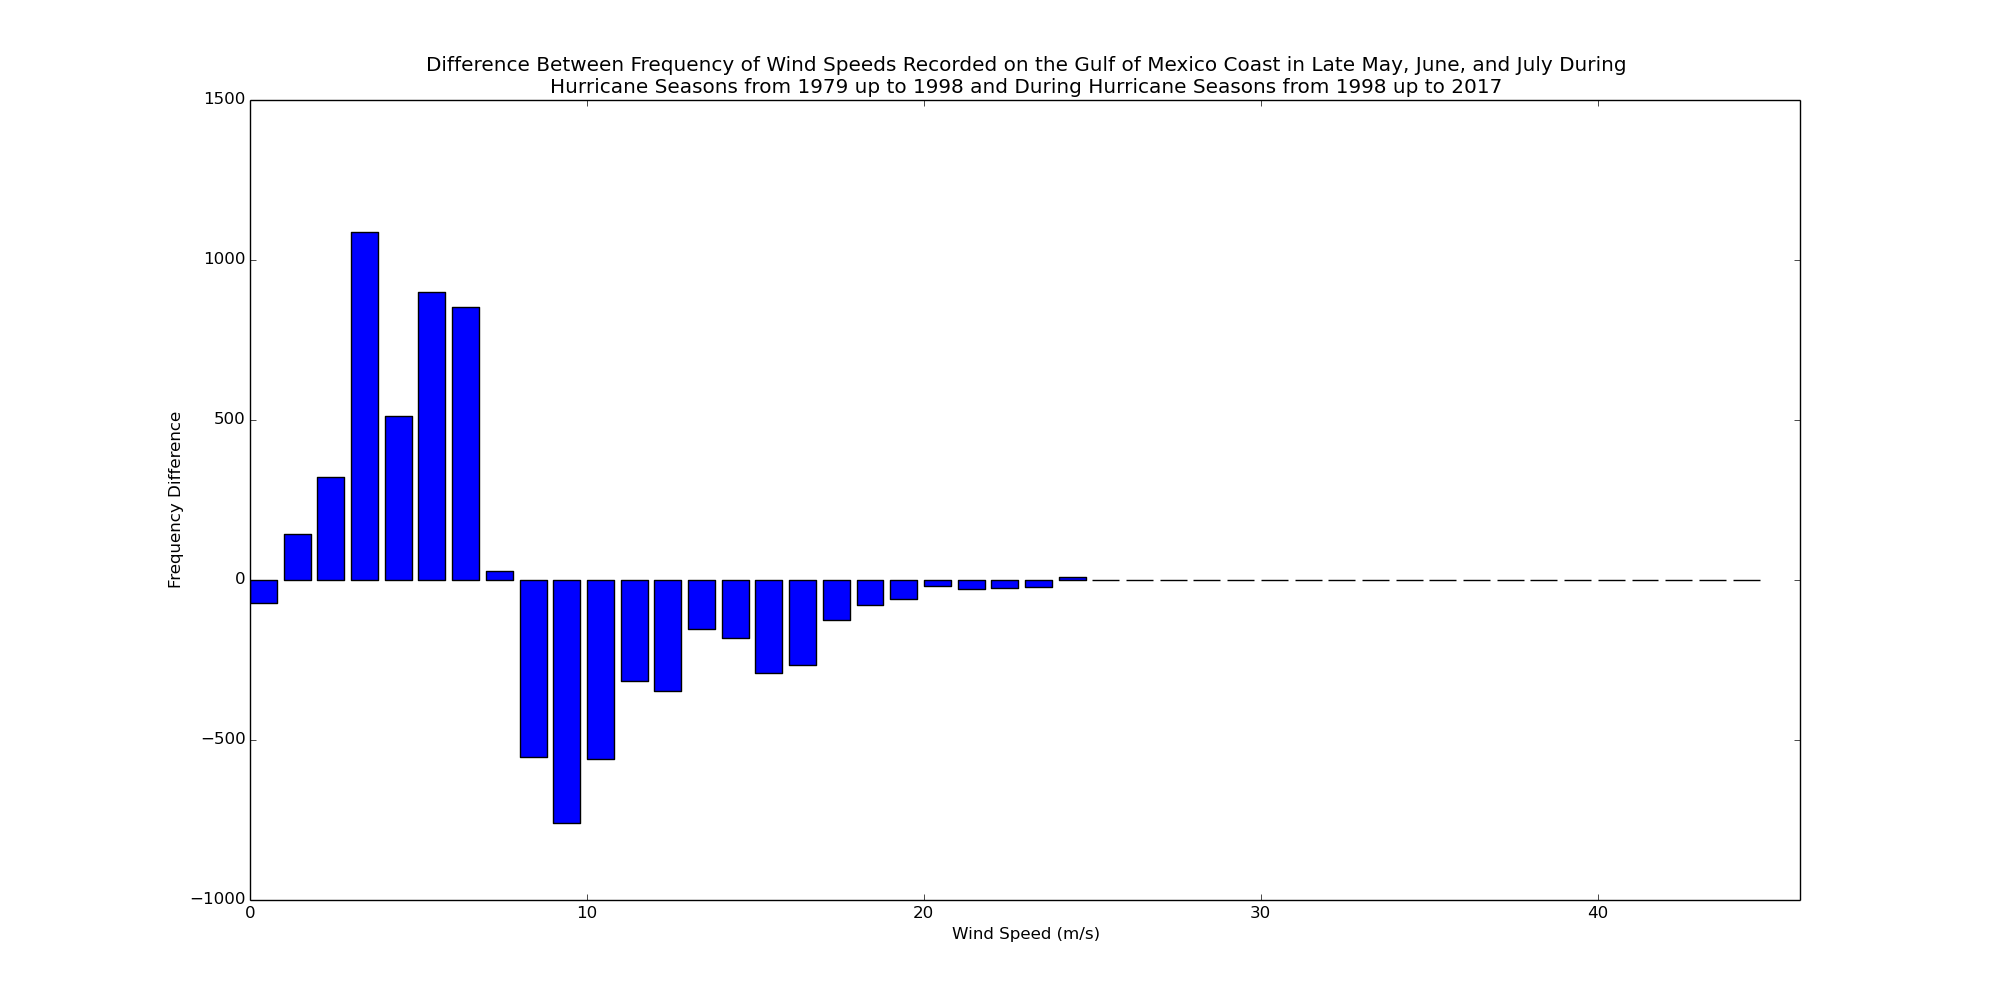 Difference Between Frequency of Wind Speeds Recorded on the Gulf of Mexico Coast in Late May, June, and July During
Hurricane Seasons from 1979 up to 1998 and During Hurricane Seasons from 1998 up to 2017
1500
1000
500
0
−500
−1000
Frequency Difference
0 10 20 30 40
Wind Speed (m/s)